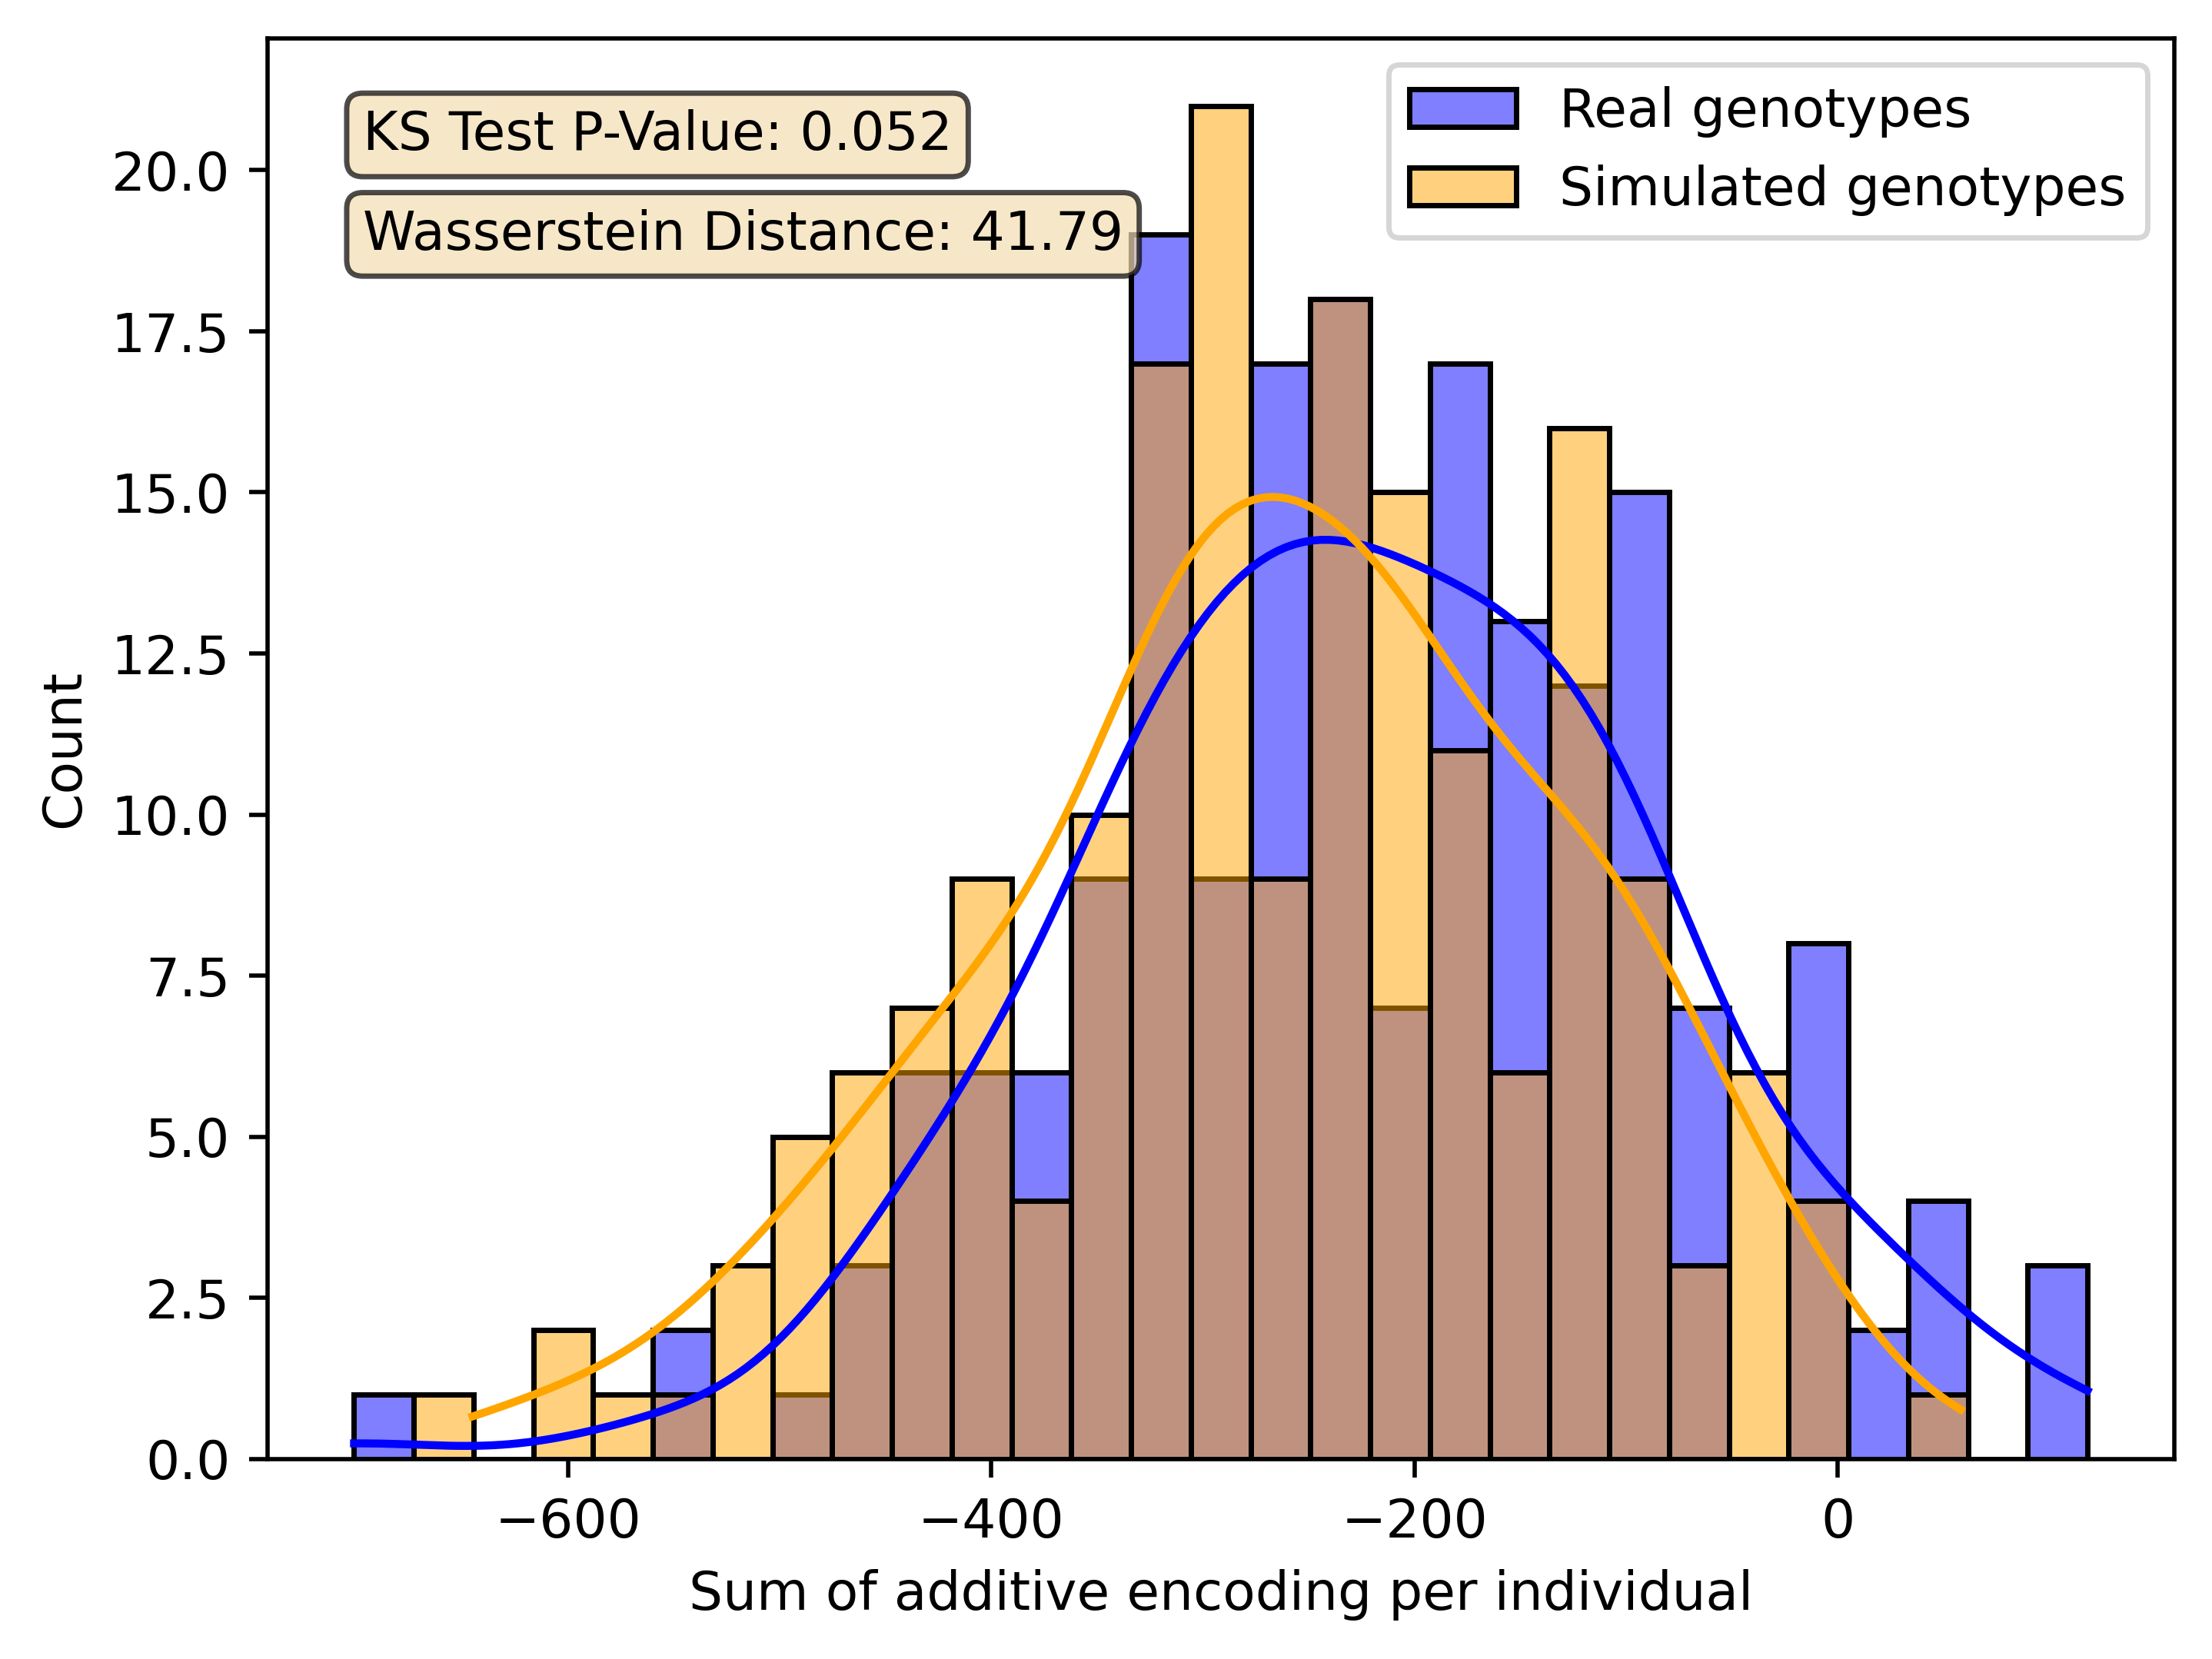 KS Test P-Value: 0.052
Wasserstein Distance: 41.79
Real genotypes
Simulated genotypes
Count
20.0
17.5
15.0
12.5
10.0
7.5
5.0
2.5
0.0
−600
−400
−200
0
Sum of additive encoding per individual